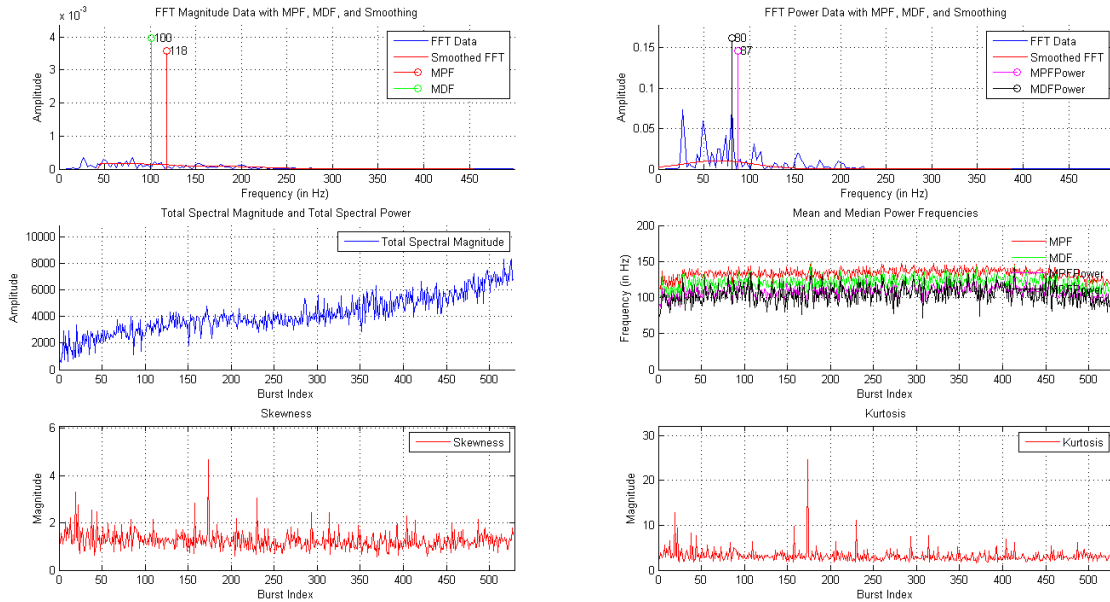 FFT Magnitude Data with MPF, MDF, and Smoothing
x 10⁻³
4
3
2
1
0
Amplitude
100
118
FFT Data
Smoothed FFT
MPF
MDF
0 50 100 150 200 250 300 350 400 450
Frequency (in Hz)
FFT Power Data with MPF, MDF, and Smoothing
0.15
0.1
0.05
0
Amplitude
80
87
FFT Data
Smoothed FFT
MPFPower
MDFPower
0 50 100 150 200 250 300 350 400 450
Frequency (in Hz)
Total Spectral Magnitude and Total Spectral Power
10000
8000
6000
4000
2000
0
Amplitude
Total Spectral Magnitude
0 50 100 150 200 250 300 350 400 450 500
Burst Index
Mean and Median Power Frequencies
200
150
100
50
0
Frequency (in Hz)
MPF
MDF
MPFPower
0 50 100 150 200 250 300 350 400 450 500
Burst Index
Skewness
6
4
2
0
Magnitude
Skewness
0 50 100 150 200 250 300 350 400 450 500
Burst Index
Kurtosis
30
20
10
0
Magnitude
Kurtosis
0 50 100 150 200 250 300 350 400 450 500
Burst Index